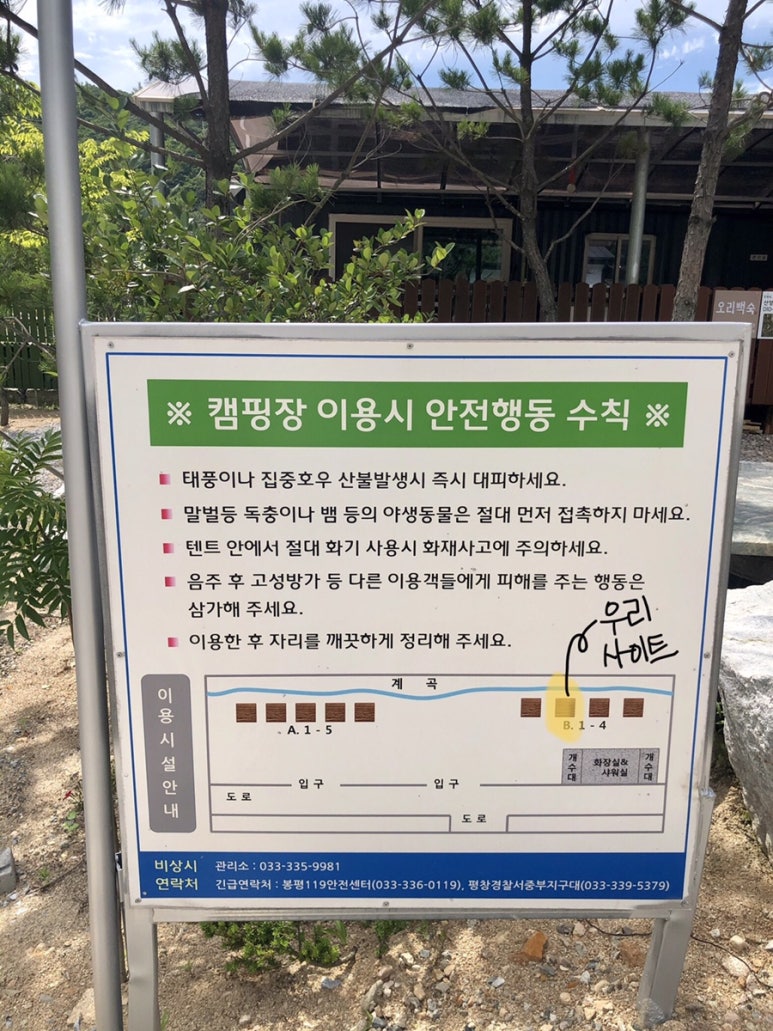 오리백숙
※ 캠핑장 이용시 안전행동 수칙 ※
태풍이나 집중호우 산불발생시 즉시 대피하세요.
말벌등 독충이나 뱀 등의 야생동물은 절대 먼저 접촉하지 마세요.
텐트 안에서 절대 화기 사용시 화재사고에 주의하세요.
음주 후 고성방가 등 다른 이용객들에게 피해를 주는 행동은
삼가해 주세요.
이용한 후 자리를 깨끗하게 정리해 주세요.
우리
사이트
이용시설안내
계 곡
A. 1 - 5
B. 1 - 4
개수대
화장실&
샤워실
개수대
입구
입구
도로
도로
비상시
연락처
관리소 : 033-335-9981
긴급연락처 : 봉평119안전센터(033-336-0119), 평창경찰서중부지구대(033-339-5379)